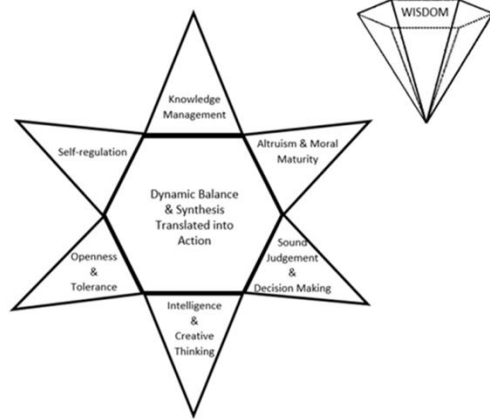 WISDOM
Knowledge
Management
Self-regulation
Altruism & Moral
Maturity
Dynamic Balance
& Synthesis
Translated into
Action
Openness
&
Tolerance
Sound
Judgement
&
Decision Making
Intelligence
&
Creative
Thinking